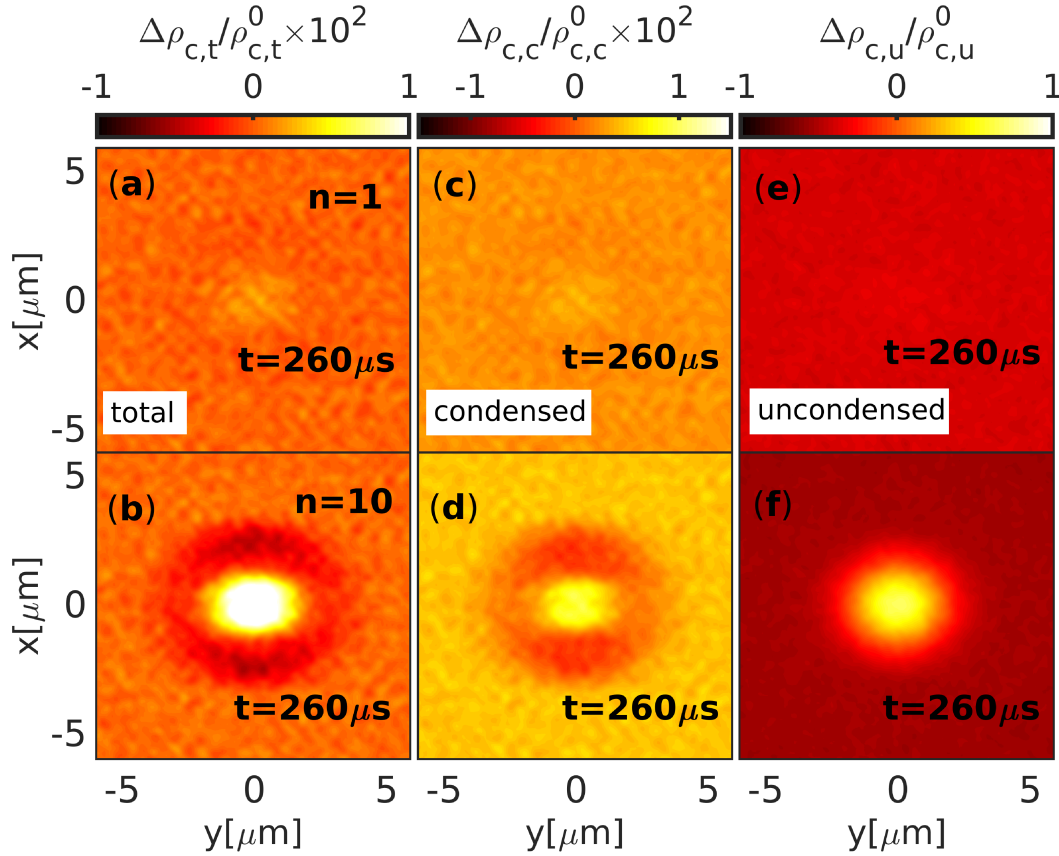 Δρc,t/ρ⁰c,t×10² Δρc,c/ρ⁰c,c×10² Δρc,u/ρ⁰c,u
-1 0 1 -1 0 1 -1 0 1
(a) n=1 (c) (e)
5
x[μm] 0
t=260μs t=260μs t=260μs
-5 total condensed uncondensed
(b) n=10 (d) (f)
5
x[μm] 0
t=260μs t=260μs t=260μs
-5
-5 0 5 -5 0 5 -5 0 5
y[μm] y[μm] y[μm]